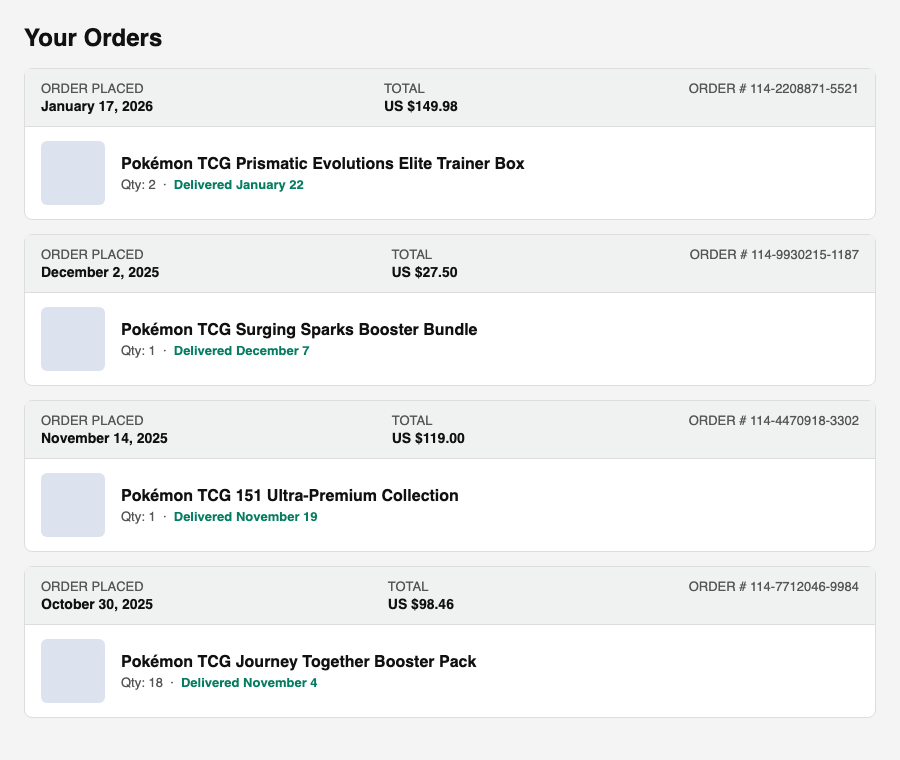 Your Orders
ORDER PLACED
January 17, 2026
TOTAL
US $149.98
ORDER # 114-2208871-5521
Pokémon TCG Prismatic Evolutions Elite Trainer Box
Qty: 2 · Delivered January 22
ORDER PLACED
December 2, 2025
TOTAL
US $27.50
ORDER # 114-9930215-1187
Pokémon TCG Surging Sparks Booster Bundle
Qty: 1 · Delivered December 7
ORDER PLACED
November 14, 2025
TOTAL
US $119.00
ORDER # 114-4470918-3302
Pokémon TCG 151 Ultra-Premium Collection
Qty: 1 · Delivered November 19
ORDER PLACED
October 30, 2025
TOTAL
US $98.46
ORDER # 114-7712046-9984
Pokémon TCG Journey Together Booster Pack
Qty: 18 · Delivered November 4